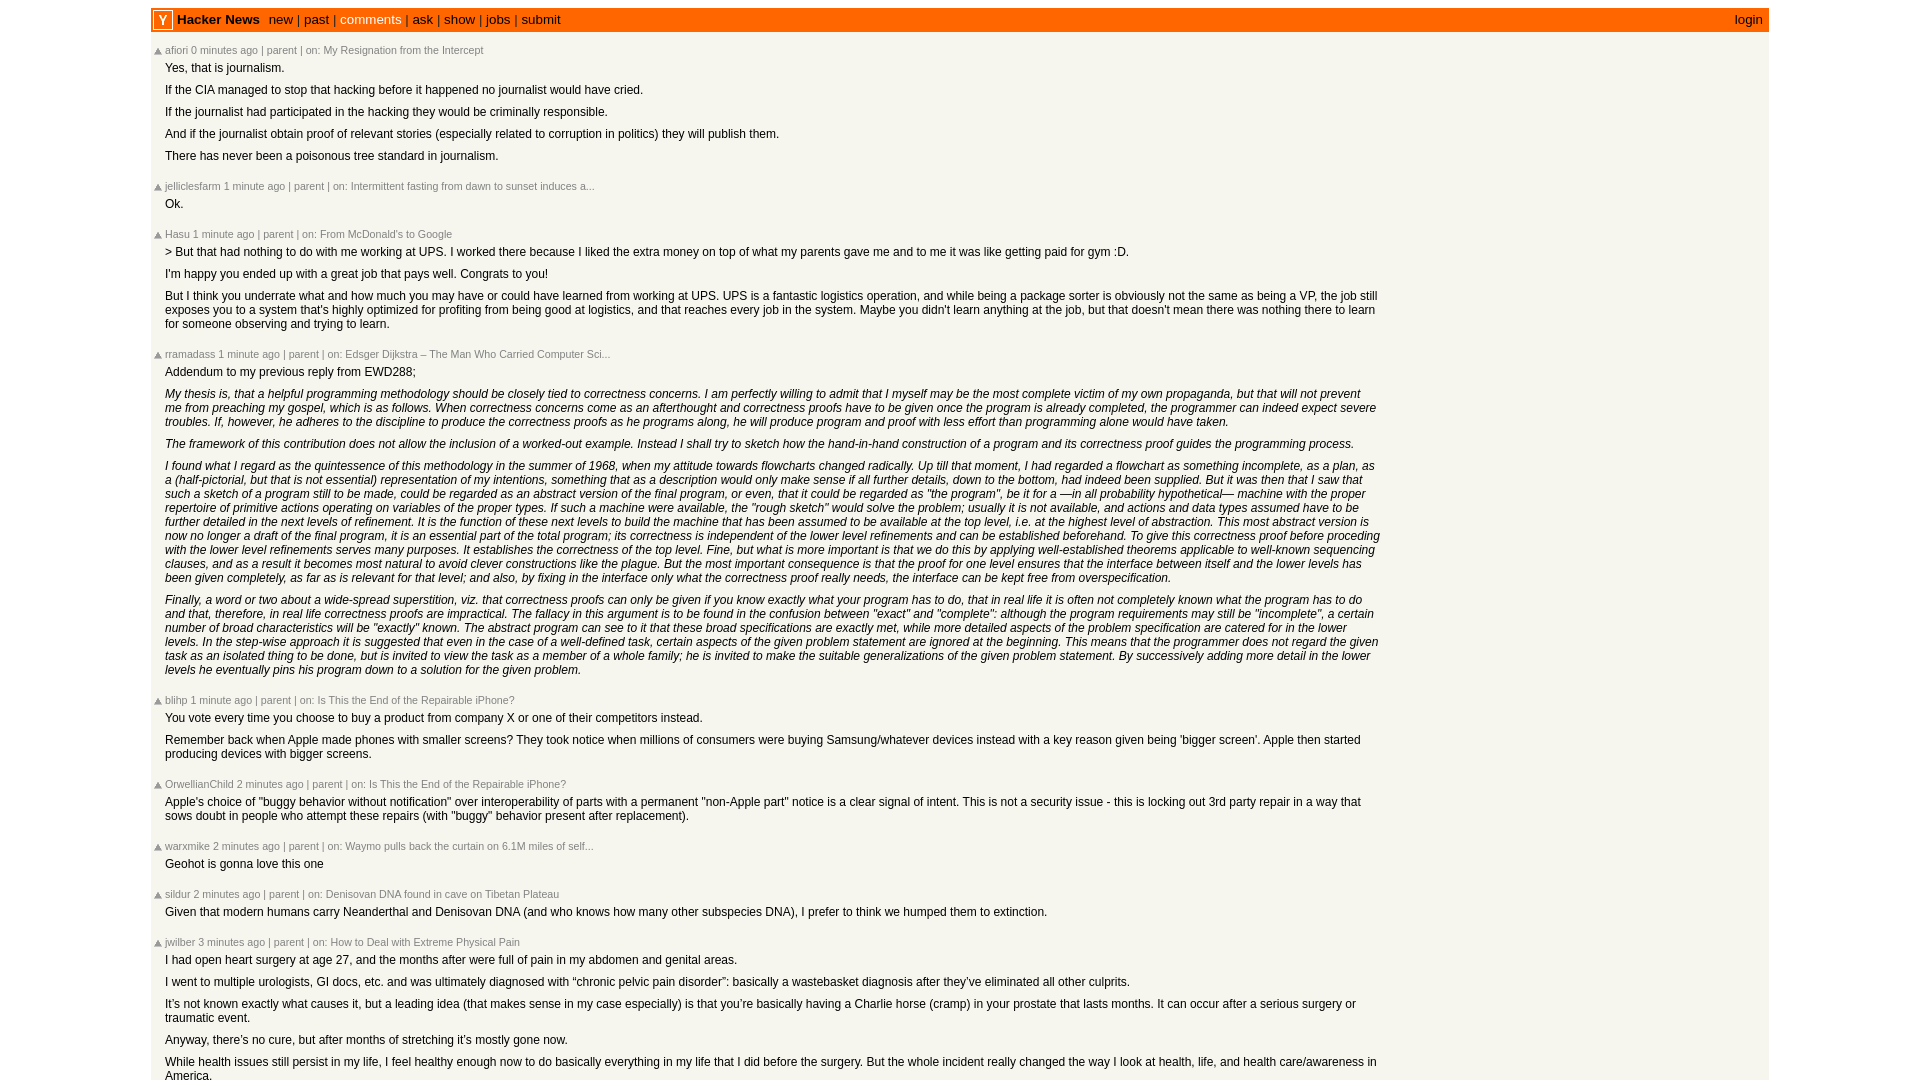 Y Hacker News new | past | comments | ask | show | jobs | submit login
afiori 0 minutes ago | parent | on: My Resignation from the Intercept
Yes, that is journalism.
If the CIA managed to stop that hacking before it happened no journalist would have cried.
If the journalist had participated in the hacking they would be criminally responsible.
And if the journalist obtain proof of relevant stories (especially related to corruption in politics) they will publish them.
There has never been a poisonous tree standard in journalism.
jelliclesfarm 1 minute ago | parent | on: Intermittent fasting from dawn to sunset induces a...
Ok.
Hasu 1 minute ago | parent | on: From McDonald's to Google
> But that had nothing to do with me working at UPS. I worked there because I liked the extra money on top of what my parents gave me and to me it was like getting paid for gym :D.
I'm happy you ended up with a great job that pays well. Congrats to you!
But I think you underrate what and how much you may have or could have learned from working at UPS. UPS is a fantastic logistics operation, and while being a package sorter is obviously not the same as being a VP, the job still
exposes you to a system that's highly optimized for profiting from being good at logistics, and that reaches every job in the system. Maybe you didn't learn anything at the job, but that doesn't mean there was nothing there to learn
for someone observing and trying to learn.
rramadass 1 minute ago | parent | on: Edsger Dijkstra – The Man Who Carried Computer Sci...
Addendum to my previous reply from EWD288;
My thesis is, that a helpful programming methodology should be closely tied to correctness concerns. I am perfectly willing to admit that I myself may be the most complete victim of my own propaganda, but that will not prevent
me from preaching my gospel, which is as follows. When correctness concerns come as an afterthought and correctness proofs have to be given once the program is already completed, the programmer can indeed expect severe
troubles. If, however, he adheres to the discipline to produce the correctness proofs as he programs along, he will produce program and proof with less effort than programming alone would have taken.
The framework of this contribution does not allow the inclusion of a worked-out example. Instead I shall try to sketch how the hand-in-hand construction of a program and its correctness proof guides the programming process.
I found what I regard as the quintessence of this methodology in the summer of 1968, when my attitude towards flowcharts changed radically. Up till that moment, I had regarded a flowchart as something incomplete, as a plan, as
a (half-pictorial, but that is not essential) representation of my intentions, something that as a description would only make sense if all further details, down to the bottom, had indeed been supplied. But it was then that I saw that
such a sketch of a program still to be made, could be regarded as an abstract version of the final program, or even, that it could be regarded as "the program", be it for a —in all probability hypothetical— machine with the proper
repertoire of primitive actions operating on variables of the proper types. If such a machine were available, the "rough sketch" would solve the problem; usually it is not available, and actions and data types assumed have to be
further detailed in the next levels of refinement. It is the function of these next levels to build the machine that has been assumed to be available at the top level, i.e. at the highest level of abstraction. This most abstract version is
now no longer a draft of the final program, it is an essential part of the total program; its correctness is independent of the lower level refinements and can be established beforehand. To give this correctness proof before proceding
with the lower level refinements serves many purposes. It establishes the correctness of the top level. Fine, but what is more important is that we do this by applying well-established theorems applicable to well-known sequencing
clauses, and as a result it becomes most natural to avoid clever constructions like the plague. But the most important consequence is that the proof for one level ensures that the interface between itself and the lower levels has
been given completely, as far as is relevant for that level; and also, by fixing in the interface only what the correctness proof really needs, the interface can be kept free from overspecification.
Finally, a word or two about a wide-spread superstition, viz. that correctness proofs can only be given if you know exactly what your program has to do, that in real life it is often not completely known what the program has to do
and that, therefore, in real life correctness proofs are impractical. The fallacy in this argument is to be found in the confusion between "exact" and "complete": although the program requirements may still be "incomplete", a certain
number of broad characteristics will be "exactly" known. The abstract program can see to it that these broad specifications are exactly met, while more detailed aspects of the problem specification are catered for in the lower
levels. In the step-wise approach it is suggested that even in the case of a well-defined task, certain aspects of the given problem statement are ignored at the beginning. This means that the programmer does not regard the given
task as an isolated thing to be done, but is invited to view the task as a member of a whole family; he is invited to make the suitable generalizations of the given problem statement. By successively adding more detail in the lower
levels he eventually pins his program down to a solution for the given problem.
blihp 1 minute ago | parent | on: Is This the End of the Repairable iPhone?
You vote every time you choose to buy a product from company X or one of their competitors instead.
Remember back when Apple made phones with smaller screens? They took notice when millions of consumers were buying Samsung/whatever devices instead with a key reason given being 'bigger screen'. Apple then started
producing devices with bigger screens.
OrwellianChild 2 minutes ago | parent | on: Is This the End of the Repairable iPhone?
Apple's choice of "buggy behavior without notification" over interoperability of parts with a permanent "non-Apple part" notice is a clear signal of intent. This is not a security issue - this is locking out 3rd party repair in a way that
sows doubt in people who attempt these repairs (with "buggy" behavior present after replacement).
warxmike 2 minutes ago | parent | on: Waymo pulls back the curtain on 6.1M miles of self...
Geohot is gonna love this one
sildur 2 minutes ago | parent | on: Denisovan DNA found in cave on Tibetan Plateau
Given that modern humans carry Neanderthal and Denisovan DNA (and who knows how many other subspecies DNA), I prefer to think we humped them to extinction.
jwilber 3 minutes ago | parent | on: How to Deal with Extreme Physical Pain
I had open heart surgery at age 27, and the months after were full of pain in my abdomen and genital areas.
I went to multiple urologists, GI docs, etc. and was ultimately diagnosed with “chronic pelvic pain disorder”: basically a wastebasket diagnosis after they’ve eliminated all other culprits.
It’s not known exactly what causes it, but a leading idea (that makes sense in my case especially) is that you’re basically having a Charlie horse (cramp) in your prostate that lasts months. It can occur after a serious surgery or
traumatic event.
Anyway, there’s no cure, but after months of stretching it’s mostly gone now.
While health issues still persist in my life, I feel healthy enough now to do basically everything in my life that I did before the surgery. But the whole incident really changed the way I look at health, life, and health care/awareness in
America.